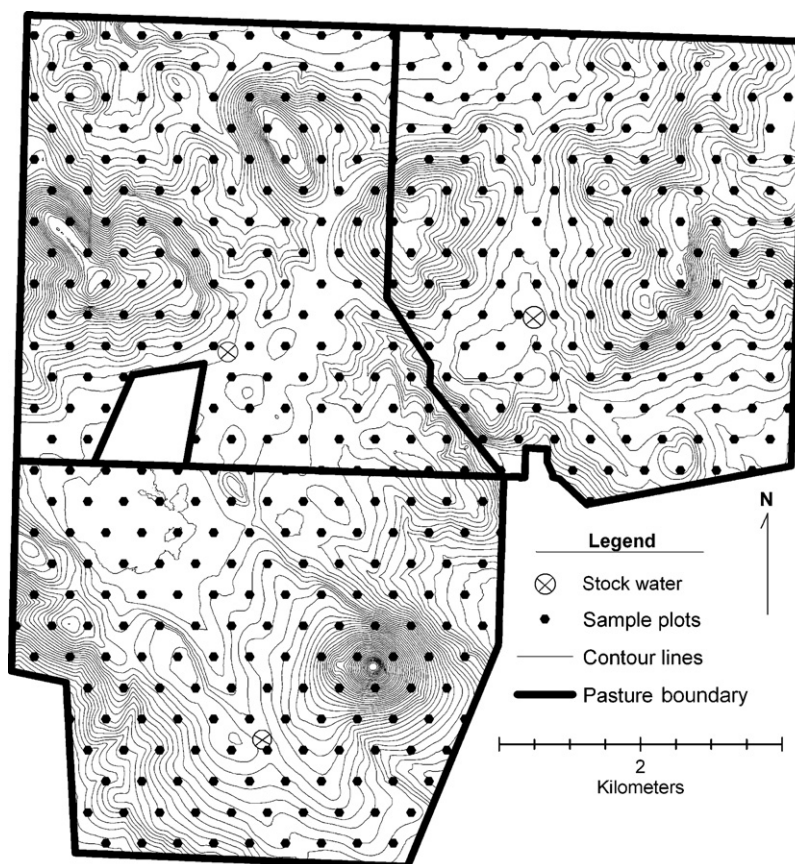 N
Legend
Stock water
Sample plots
Contour lines
Pasture boundary
2
Kilometers